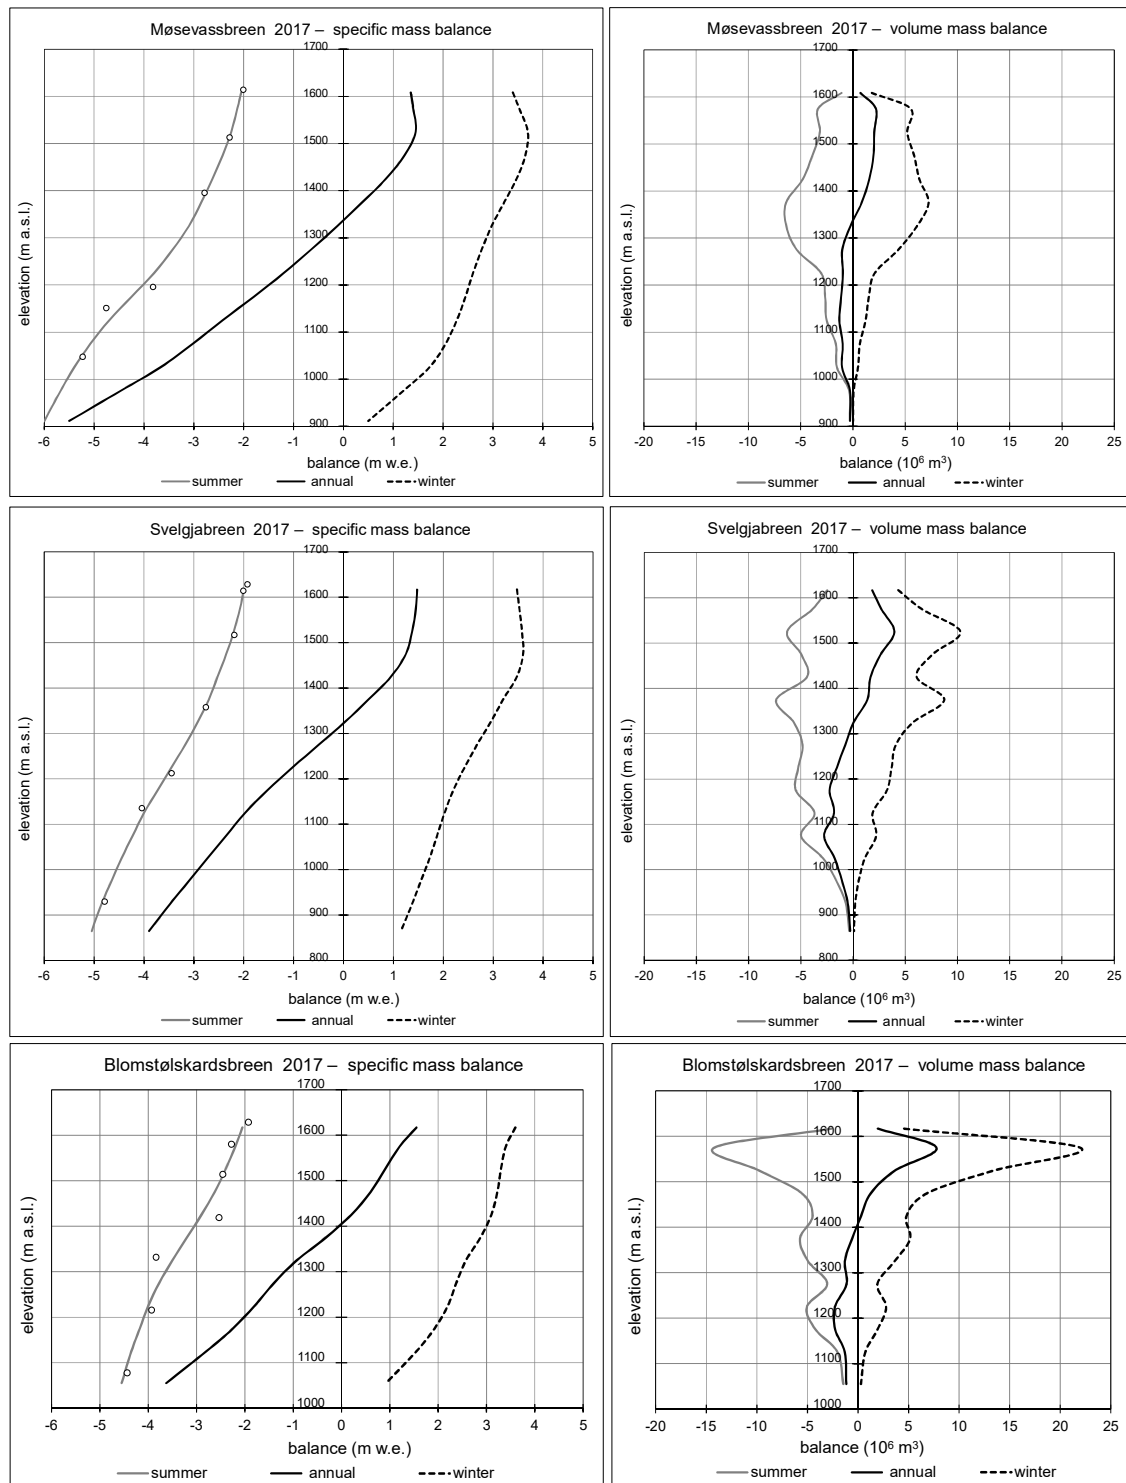 Møsevassbreen 2017 – specific mass balance
1700
1600
1500
1400
1300
1200
1100
1000
900
elevation (m a.s.l.)
-6 -5 -4 -3 -2 -1 0 1 2 3 4 5
balance (m w.e.)
summer annual winter
Møsevassbreen 2017 – volume mass balance
1700
1600
1500
1400
1300
1200
1100
1000
900
elevation (m a.s.l.)
-20 -15 -10 -5 0 5 10 15 20 25
balance (10⁶ m³)
summer annual winter
Svelgjabreen 2017 – specific mass balance
1700
1600
1500
1400
1300
1200
1100
1000
900
800
elevation (m a.s.l.)
-6 -5 -4 -3 -2 -1 0 1 2 3 4 5
balance (m w.e.)
summer annual winter
Svelgjabreen 2017 – volume mass balance
1700
1600
1500
1400
1300
1200
1100
1000
900
800
elevation (m a.s.l.)
-20 -15 -10 -5 0 5 10 15 20 25
balance (10⁶ m³)
summer annual winter
Blomstølskardsbreen 2017 – specific mass balance
1700
1600
1500
1400
1300
1200
1100
1000
elevation (m a.s.l.)
-6 -5 -4 -3 -2 -1 0 1 2 3 4 5
balance (m w.e.)
summer annual winter
Blomstølskardsbreen 2017 – volume mass balance
1700
1600
1500
1400
1300
1200
1100
1000
elevation (m a.s.l.)
-20 -15 -10 -5 0 5 10 15 20 25
balance (10⁶ m³)
summer annual winter